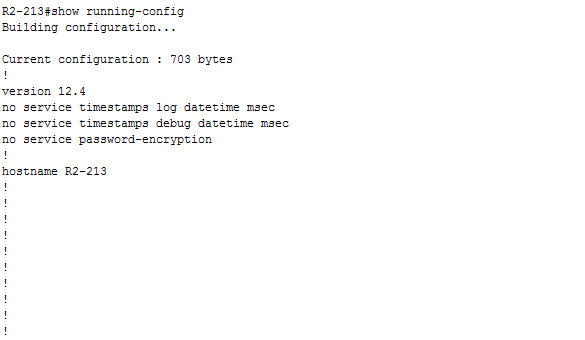 R2-213#show running-config
Building configuration...
Current configuration : 703 bytes
!
version 12.4
no service timestamps log datetime msec
no service timestamps debug datetime msec
no service password-encryption
!
hostname R2-213
!
!
!
!
!
!
!
!
!
!